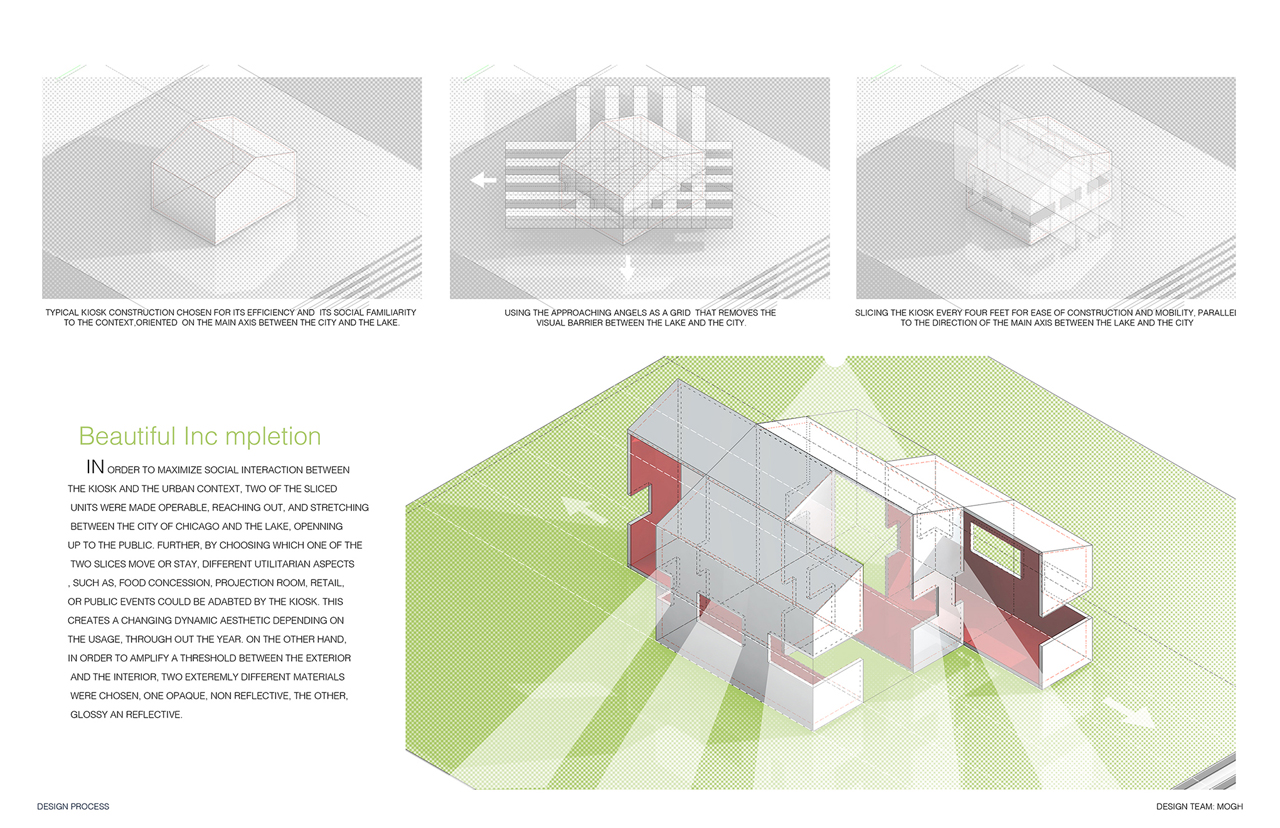 TYPICAL KIOSK CONSTRUCTION CHOSEN FOR ITS EFFICIENCY AND ITS SOCIAL FAMILIARITY
TO THE CONTEXT,ORIENTED ON THE MAIN AXIS BETWEEN THE CITY AND THE LAKE.
USING THE APPROACHING ANGELS AS A GRID THAT REMOVES THE
VISUAL BARRIER BETWEEN THE LAKE AND THE CITY.
SLICING THE KIOSK EVERY FOUR FEET FOR EASE OF CONSTRUCTION AND MOBILITY, PARALLEL
TO THE DIRECTION OF THE MAIN AXIS BETWEEN THE LAKE AND THE CITY
Beautiful Inc mpletion
IN ORDER TO MAXIMIZE SOCIAL INTERACTION BETWEEN
THE KIOSK AND THE URBAN CONTEXT, TWO OF THE SLICED
UNITS WERE MADE OPERABLE, REACHING OUT, AND STRETCHING
BETWEEN THE CITY OF CHICAGO AND THE LAKE, OPENNING
UP TO THE PUBLIC. FURTHER, BY CHOOSING WHICH ONE OF THE
TWO SLICES MOVE OR STAY, DIFFERENT UTILITARIAN ASPECTS
, SUCH AS, FOOD CONCESSION, PROJECTION ROOM, RETAIL,
OR PUBLIC EVENTS COULD BE ADABTED BY THE KIOSK. THIS
CREATES A CHANGING DYNAMIC AESTHETIC DEPENDING ON
THE USAGE, THROUGH OUT THE YEAR. ON THE OTHER HAND,
IN ORDER TO AMPLIFY A THRESHOLD BETWEEN THE EXTERIOR
AND THE INTERIOR, TWO EXTEREMLY DIFFERENT MATERIALS
WERE CHOSEN, ONE OPAQUE, NON REFLECTIVE, THE OTHER,
GLOSSY AN REFLECTIVE.
DESIGN PROCESS
DESIGN TEAM: MOGH